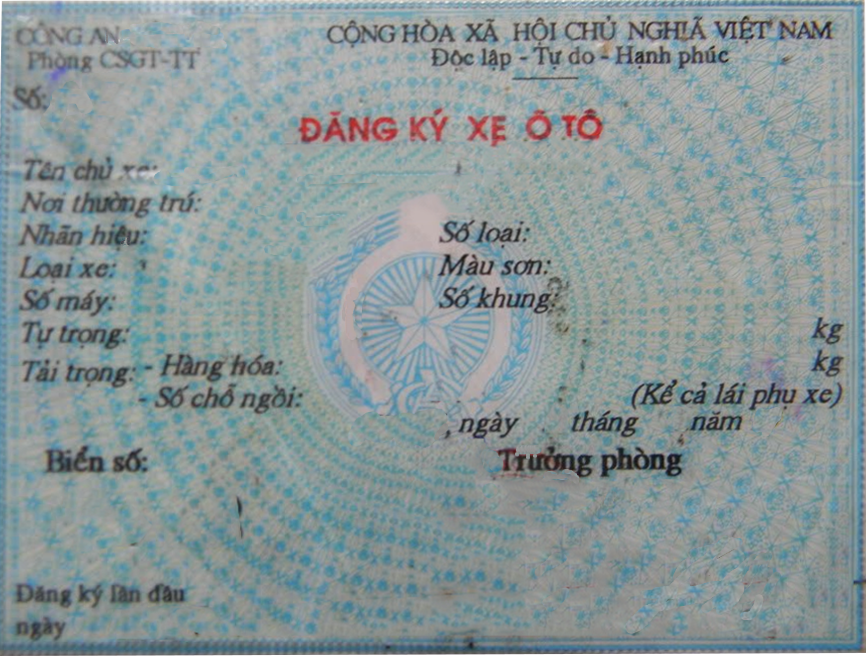 CÔNG AN
CỘNG HÒA XÃ HỘI CHỦ NGHĨA VIỆT NAM
Phòng CSGT-TT
Độc lập - Tự do - Hạnh phúc
Số:
ĐĂNG KÝ XE Ô TÔ
Tên chủ xe:
Nơi thường trú:
Nhãn hiệu: Số loại:
Loại xe: Màu sơn:
Số máy: Số khung:
Tự trọng: kg
Tải trọng: - Hàng hóa: kg
- Số chỗ ngồi: (Kể cả lái phụ xe)
, ngày tháng năm
Biển số: Trưởng phòng
Đăng ký lần đầu
ngày